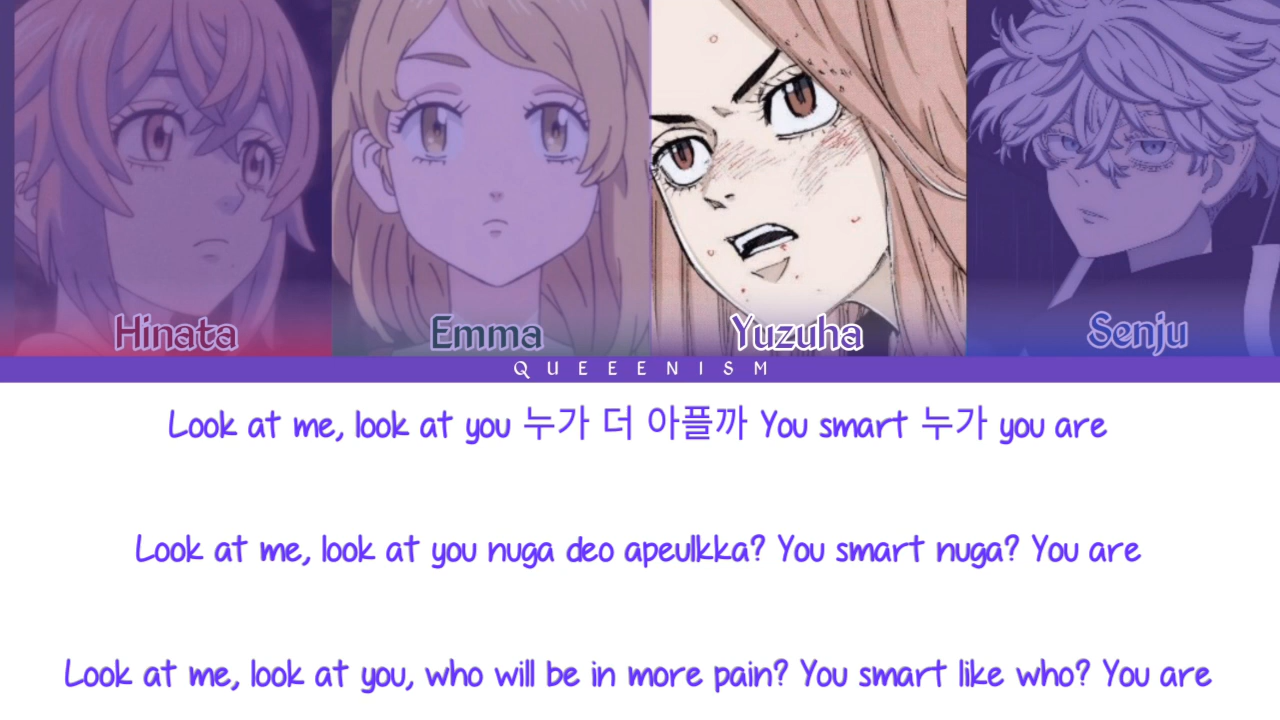 Hinata
Emma
Yuzuha
Senju
QUEEENISM
Look at me, look at you 누가 더 아플까 You smart 누가 you are
Look at me, look at you nuga deo apeulkka? You smart nuga? You are
Look at me, look at you, who will be in more pain? You smart like who? You are